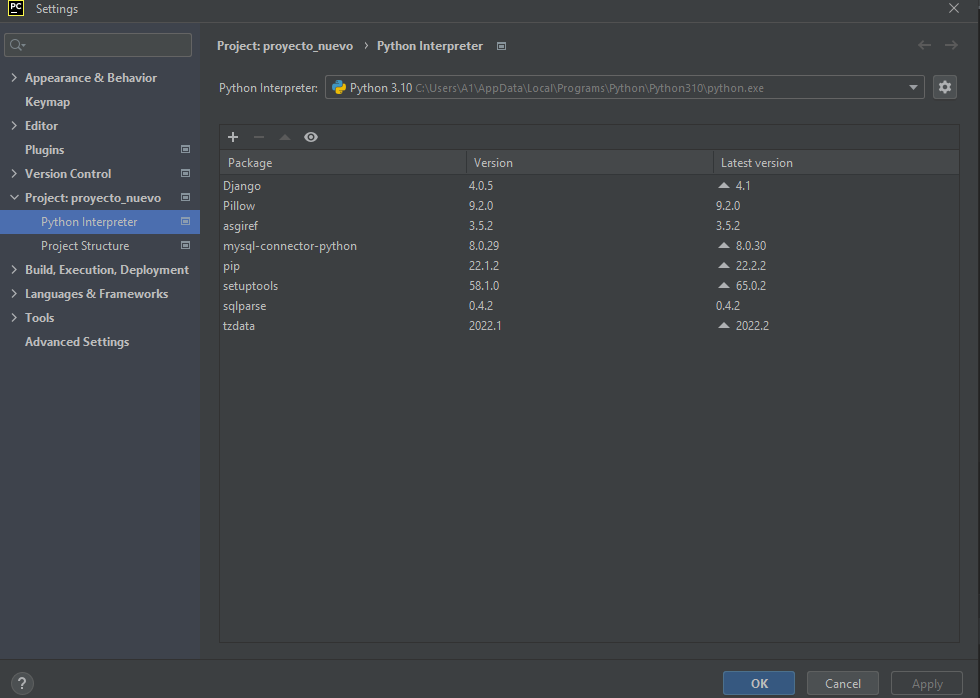 PC Settings
Project: proyecto_nuevo › Python Interpreter
Appearance & Behavior
Keymap
Editor
Plugins
Version Control
Project: proyecto_nuevo
Python Interpreter
Project Structure
Build, Execution, Deployment
Languages & Frameworks
Tools
Advanced Settings
Python Interpreter: Python 3.10 C:\Users\A1\AppData\Local\Programs\Python\Python310\python.exe
Package Version Latest version
Django 4.0.5 4.1
Pillow 9.2.0 9.2.0
asgiref 3.5.2 3.5.2
mysql-connector-python 8.0.29 8.0.30
pip 22.1.2 22.2.2
setuptools 58.1.0 65.0.2
sqlparse 0.4.2 0.4.2
tzdata 2022.1 2022.2
? OK Cancel Apply